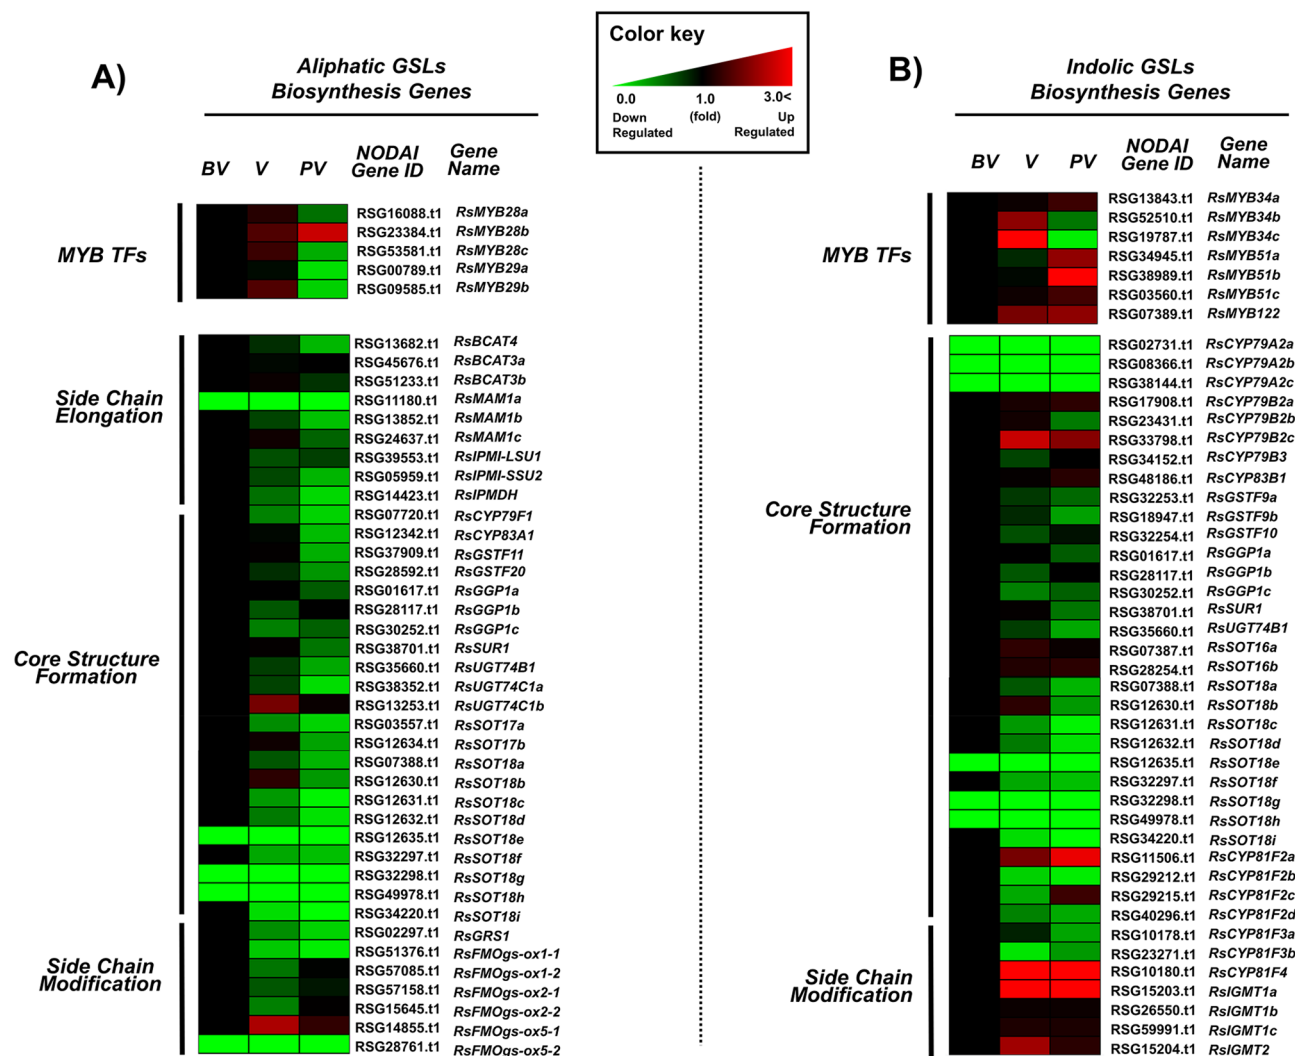 Color key
0.0 1.0 3.0<
Down (fold) Up
Regulated Regulated
A)
Aliphatic GSLs
Biosynthesis Genes
BV V PV NODAI Gene ID Gene Name
MYB TFs
RSG16088.t1 RsMYB28a
RSG23384.t1 RsMYB28b
RSG53581.t1 RsMYB28c
RSG00789.t1 RsMYB29a
RSG09585.t1 RsMYB29b
Side Chain
Elongation
RSG13682.t1 RsBCAT4
RSG45676.t1 RsBCAT3a
RSG51233.t1 RsBCAT3b
RSG11180.t1 RsMAM1a
RSG13852.t1 RsMAM1b
RSG24637.t1 RsMAM1c
RSG39553.t1 RsIPMI-LSU1
RSG05959.t1 RsIPMI-SSU2
RSG14423.t1 RsIPMDH
Core Structure
Formation
RSG07720.t1 RsCYP79F1
RSG12342.t1 RsCYP83A1
RSG37909.t1 RsGSTF11
RSG28592.t1 RsGSTF20
RSG01617.t1 RsGGP1a
RSG28117.t1 RsGGP1b
RSG30252.t1 RsGGP1c
RSG38701.t1 RsSUR1
RSG35660.t1 RsUGT74B1
RSG38352.t1 RsUGT74C1a
RSG13253.t1 RsUGT74C1b
RSG03557.t1 RsSOT17a
RSG12634.t1 RsSOT17b
RSG07388.t1 RsSOT18a
RSG12630.t1 RsSOT18b
RSG12631.t1 RsSOT18c
RSG12632.t1 RsSOT18d
RSG12635.t1 RsSOT18e
RSG32297.t1 RsSOT18f
RSG32298.t1 RsSOT18g
RSG49978.t1 RsSOT18h
RSG34220.t1 RsSOT18i
Side Chain
Modification
RSG02297.t1 RsGRS1
RSG51376.t1 RsFMOgs-ox1-1
RSG57085.t1 RsFMOgs-ox1-2
RSG57158.t1 RsFMOgs-ox2-1
RSG15645.t1 RsFMOgs-ox2-2
RSG14855.t1 RsFMOgs-ox5-1
RSG28761.t1 RsFMOgs-ox5-2
B)
Indolic GSLs
Biosynthesis Genes
BV V PV NODAI Gene ID Gene Name
MYB TFs
RSG13843.t1 RsMYB34a
RSG52510.t1 RsMYB34b
RSG19787.t1 RsMYB34c
RSG34945.t1 RsMYB51a
RSG38989.t1 RsMYB51b
RSG03560.t1 RsMYB51c
RSG07389.t1 RsMYB122
Core Structure
Formation
RSG02731.t1 RsCYP79A2a
RSG08366.t1 RsCYP79A2b
RSG38144.t1 RsCYP79A2c
RSG17908.t1 RsCYP79B2a
RSG23431.t1 RsCYP79B2b
RSG33798.t1 RsCYP79B2c
RSG34152.t1 RsCYP79B3
RSG48186.t1 RsCYP83B1
RSG32253.t1 RsGSTF9a
RSG18947.t1 RsGSTF9b
RSG32254.t1 RsGSTF10
RSG01617.t1 RsGGP1a
RSG28117.t1 RsGGP1b
RSG30252.t1 RsGGP1c
RSG38701.t1 RsSUR1
RSG35660.t1 RsUGT74B1
RSG07387.t1 RsSOT16a
RSG28254.t1 RsSOT16b
RSG07388.t1 RsSOT18a
RSG12630.t1 RsSOT18b
RSG12631.t1 RsSOT18c
RSG12632.t1 RsSOT18d
RSG12635.t1 RsSOT18e
RSG32297.t1 RsSOT18f
RSG32298.t1 RsSOT18g
RSG49978.t1 RsSOT18h
RSG34220.t1 RsSOT18i
RSG11506.t1 RsCYP81F2a
RSG29212.t1 RsCYP81F2b
RSG29215.t1 RsCYP81F2c
RSG40296.t1 RsCYP81F2d
Side Chain
Modification
RSG10178.t1 RsCYP81F3a
RSG23271.t1 RsCYP81F3b
RSG10180.t1 RsCYP81F4
RSG15203.t1 RsIGMT1a
RSG26550.t1 RsIGMT1b
RSG59991.t1 RsIGMT1c
RSG15204.t1 RsIGMT2